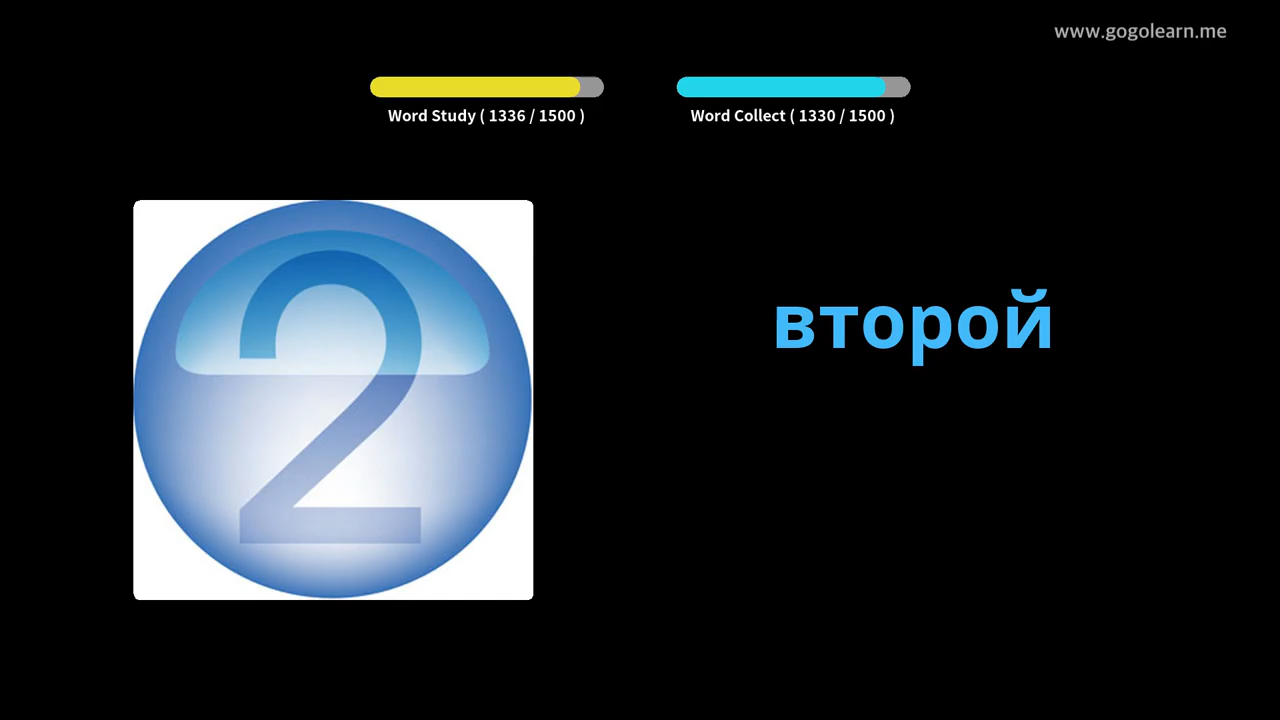 www.gogolearn.me
Word Study ( 1336 / 1500 )
Word Collect ( 1330 / 1500 )
2
второй